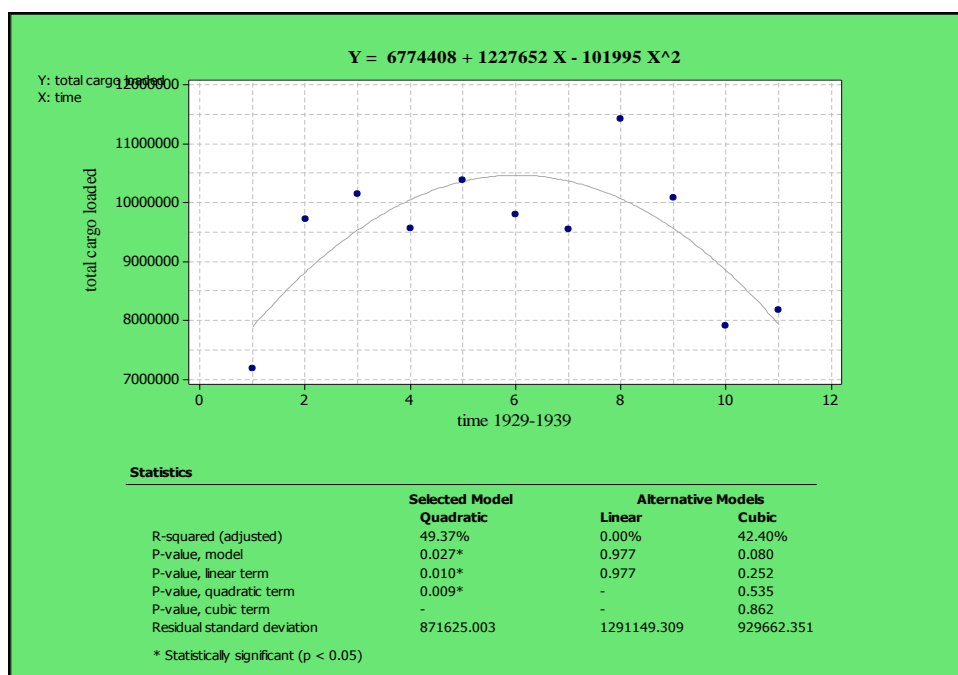 Y = 6774408 + 1227652 X - 101995 X^2
Y: total cargo loaded
X: time
12000000
11000000
10000000
9000000
8000000
7000000
total cargo loaded
0 2 4 6 8 10 12
time 1929-1939
Statistics
Selected Model Alternative Models
Quadratic Linear Cubic
R-squared (adjusted) 49.37% 0.00% 42.40%
P-value, model 0.027* 0.977 0.080
P-value, linear term 0.010* 0.977 0.252
P-value, quadratic term 0.009* - 0.535
P-value, cubic term - - 0.862
Residual standard deviation 871625.003 1291149.309 929662.351
* Statistically significant (p < 0.05)